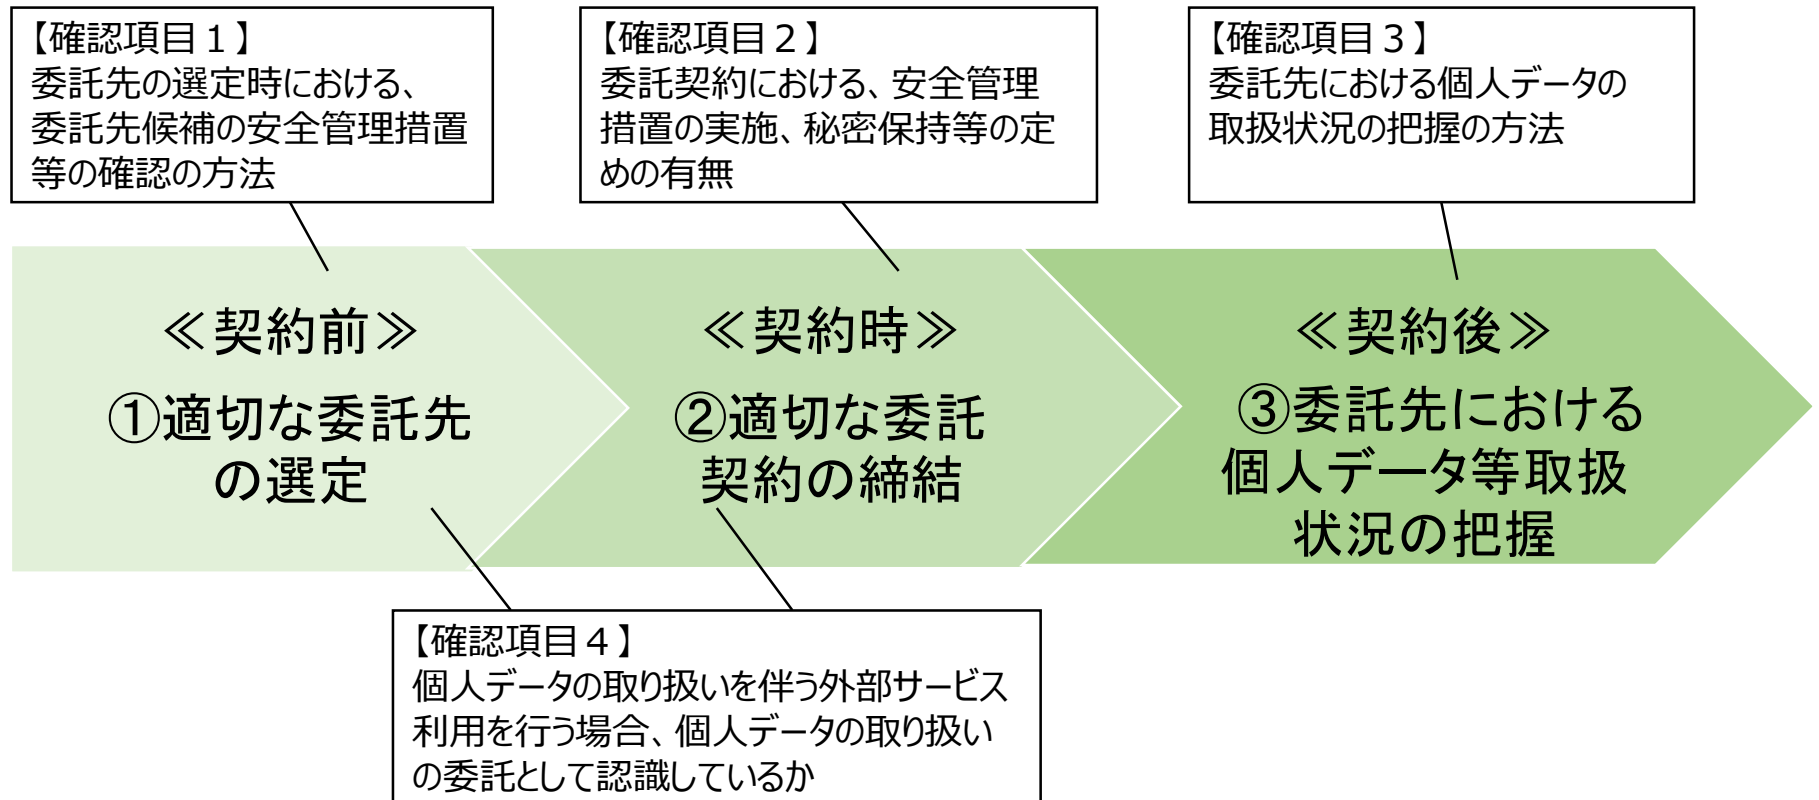 【確認項目１】
委託先の選定時における、
委託先候補の安全管理措置
等の確認の方法
【確認項目２】
委託契約における、安全管理
措置の実施、秘密保持等の定
めの有無
【確認項目３】
委託先における個人データの
取扱状況の把握の方法
≪契約前≫
①適切な委託先
の選定
≪契約時≫
②適切な委託
契約の締結
≪契約後≫
③委託先における
個人データ等取扱
状況の把握
【確認項目４】
個人データの取り扱いを伴う外部サービス
利用を行う場合、個人データの取り扱い
の委託として認識しているか